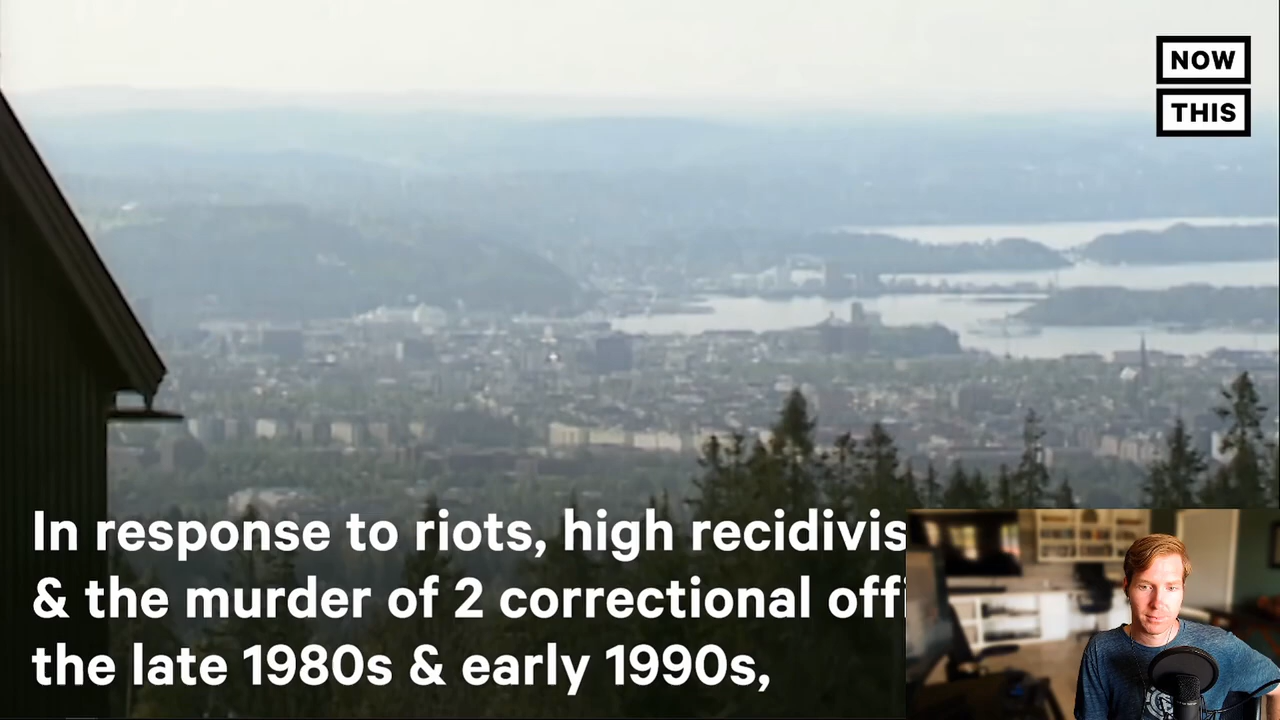 NOW
THIS
In response to riots, high recidivis
& the murder of 2 correctional offi
the late 1980s & early 1990s,